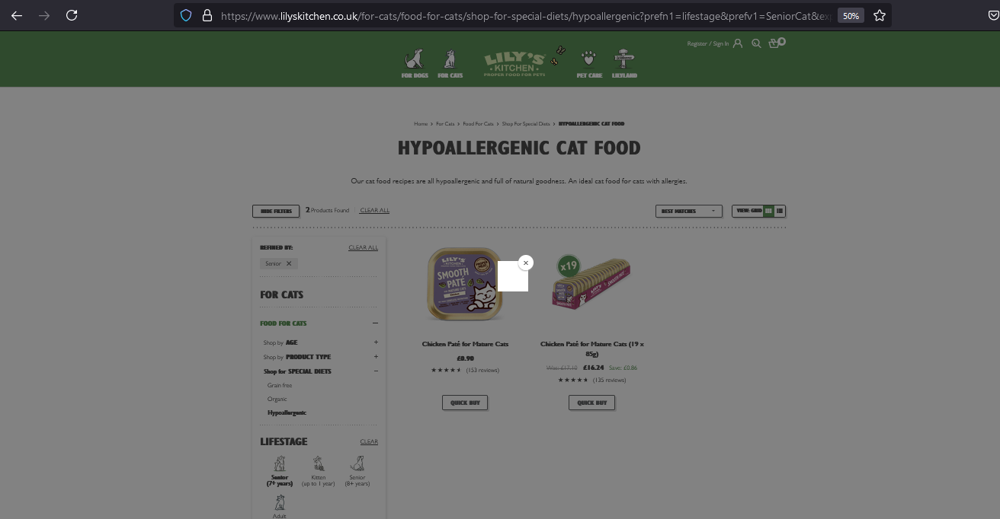 https://www.lilyskitchen.co.uk/for-cats/food-for-cats/shop-for-special-diets/hypoallergenic?prefn1=lifestage&prefv1=SeniorCat&
50%
Register / Sign In
0
FOR DOGS
FOR CATS
LILY'S
KITCHEN
PROPER FOOD FOR PETS
PET CARE
LILYLAND
Home > For Cats > Food For Cats > Shop For Special Diets > HYPOALLERGENIC CAT FOOD
HYPOALLERGENIC CAT FOOD
Our cat food recipes are all hypoallergenic and full of natural goodness. An ideal cat food for cats with allergies.
HIDE FILTERS
2 Products Found
CLEAR ALL
BEST MATCHES
VIEW: GRID
REFINED BY:
CLEAR ALL
Senior ×
FOR CATS
FOOD FOR CATS −
Shop by AGE +
Shop by PRODUCT TYPE +
Shop for SPECIAL DIETS −
Grain free
Organic
Hypoallergenic
LIFESTAGE
CLEAR
Senior
(7+ years)
Kitten
(up to 1 year)
Senior
(8+ years)
Adult
LILY'S
KITCHEN
SMOOTH
PATE
Chicken Paté for Mature Cats
£0.90
(153 reviews)
QUICK BUY
×
x19
Chicken Paté for Mature Cats (19 x
85g)
Was: £17.10 £16.24 Save: £0.86
(135 reviews)
QUICK BUY